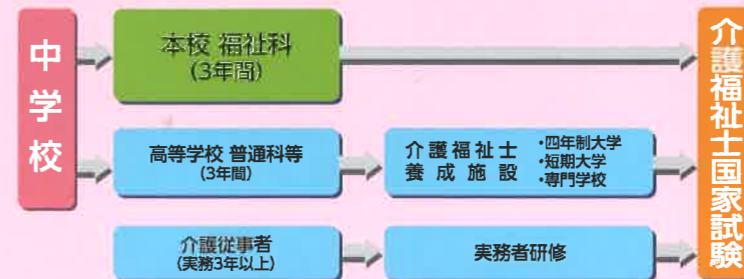 中学校
本校 福祉科
(3年間)
高等学校 普通科等
(3年間)
介護福祉士
養成施設
・四年制大学
・短期大学
・専門学校
介護従事者
(実務3年以上)
実務者研修
介護福祉士国家試験